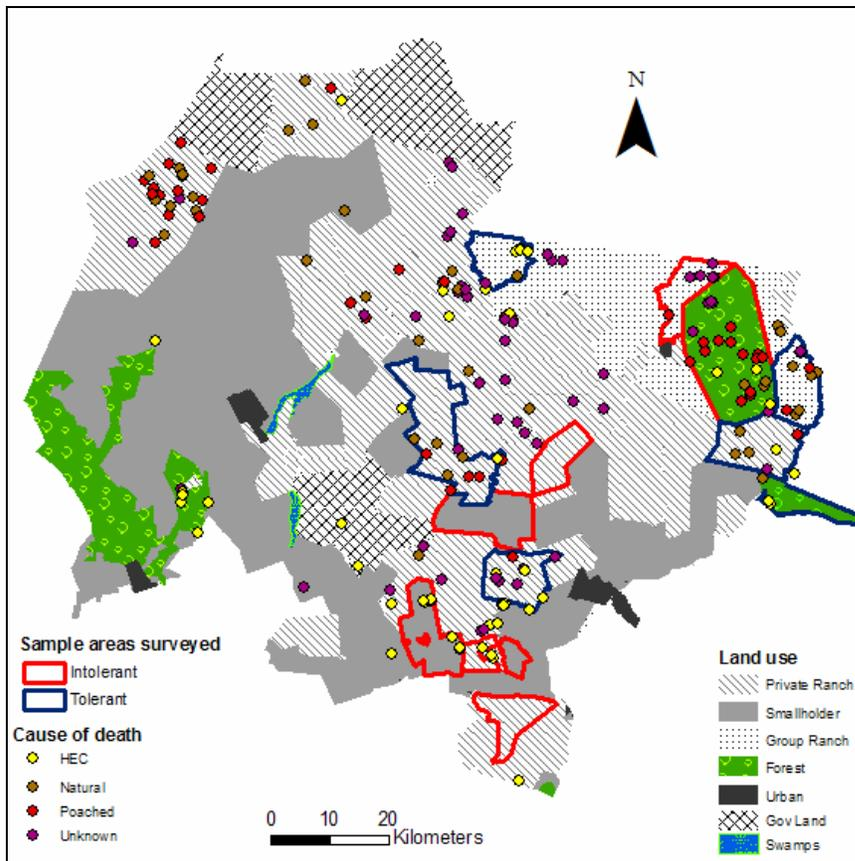 N
Sample areas surveyed
Intolerant
Tolerant
Cause of death
HEC
Natural
Poached
Unknown
0 10 20
Kilometers
Land use
Private Ranch
Smallholder
Group Ranch
Forest
Urban
Gov Land
Swamps